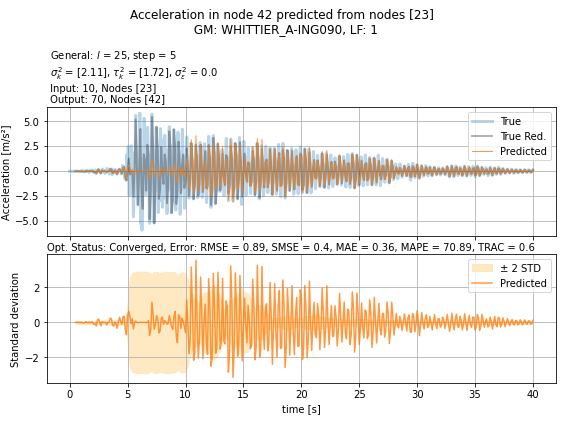 Acceleration in node 42 predicted from nodes [23]
GM: WHITTIER_A-ING090, LF: 1
General: l = 25, step = 5
σ²ₖ = [2.11], τ²ₖ = [1.72], σ²ε = 0.0
Input: 10, Nodes [23]
Output: 70, Nodes [42]
Acceleration [m/s²]
5.0
2.5
0.0
−2.5
−5.0
True
True Red.
Predicted
Opt. Status: Converged, Error: RMSE = 0.89, SMSE = 0.4, MAE = 0.36, MAPE = 70.89, TRAC = 0.6
Standard deviation
2
0
−2
± 2 STD
Predicted
0 5 10 15 20 25 30 35 40
time [s]